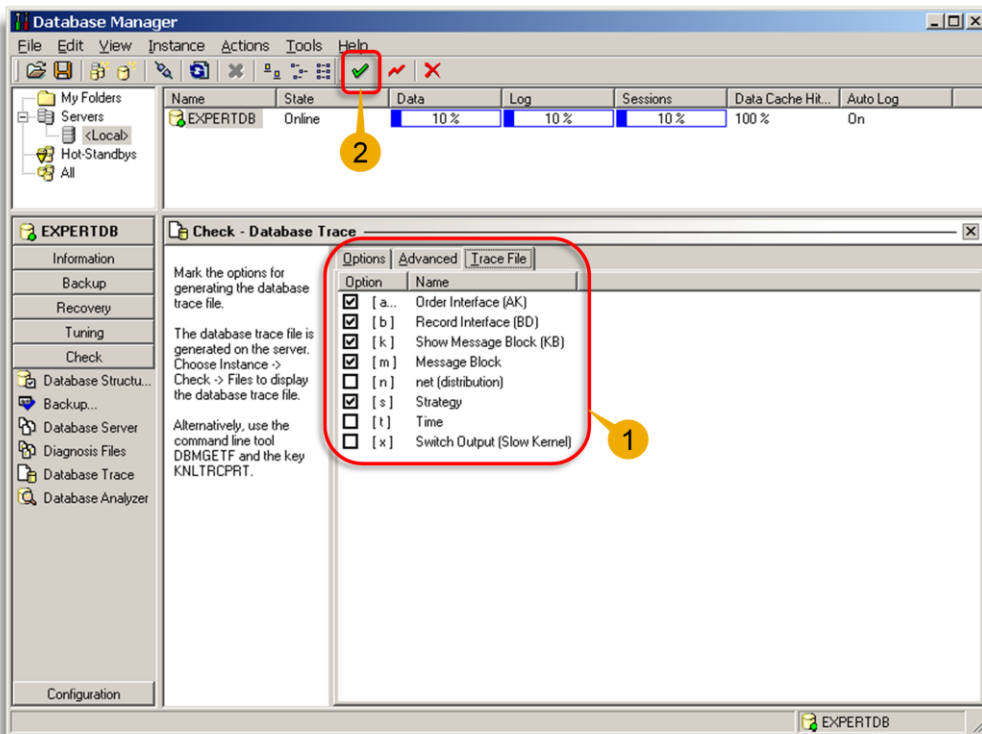 Database Manager
File Edit View Instance Actions Tools Help
2
My Folders
Servers
<Local>
Hot-Standbys
All
Name State Data Log Sessions Data Cache Hit... Auto Log
EXPERTDB Online 10 % 10 % 10 % 100 % On
EXPERTDB
Information
Backup
Recovery
Tuning
Check
Database Structu...
Backup...
Database Server
Diagnosis Files
Database Trace
Database Analyzer
Configuration
Check - Database Trace
Mark the options for
generating the database
trace file.
The database trace file is
generated on the server.
Choose Instance ->
Check -> Files to display
the database trace file.
Alternatively, use the
command line tool
DBMGETF and the key
KNLTRCPRT.
Options Advanced Trace File
Option Name
[ a... Order Interface (AK)
[ b ] Record Interface (BD)
[ k ] Show Message Block (KB)
[ m ] Message Block
[ n ] net (distribution)
[ s ] Strategy
[ t ] Time
[ x ] Switch Output (Slow Kernel)
1
EXPERTDB